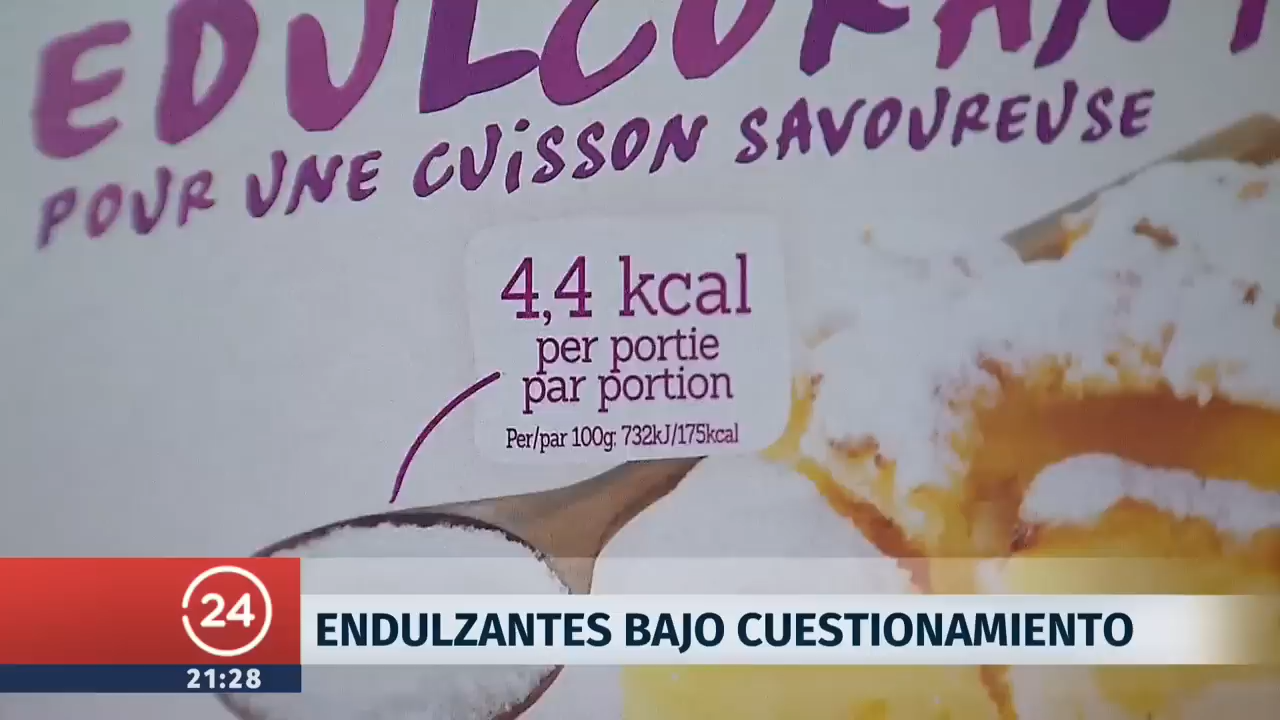 EDULCORANT
POUR UNE CUISSON SAVOUREUSE
4,4 kcal
per portie
par portion
Per/par 100g: 732kJ/175kcal
24
ENDULZANTES BAJO CUESTIONAMIENTO
21:28